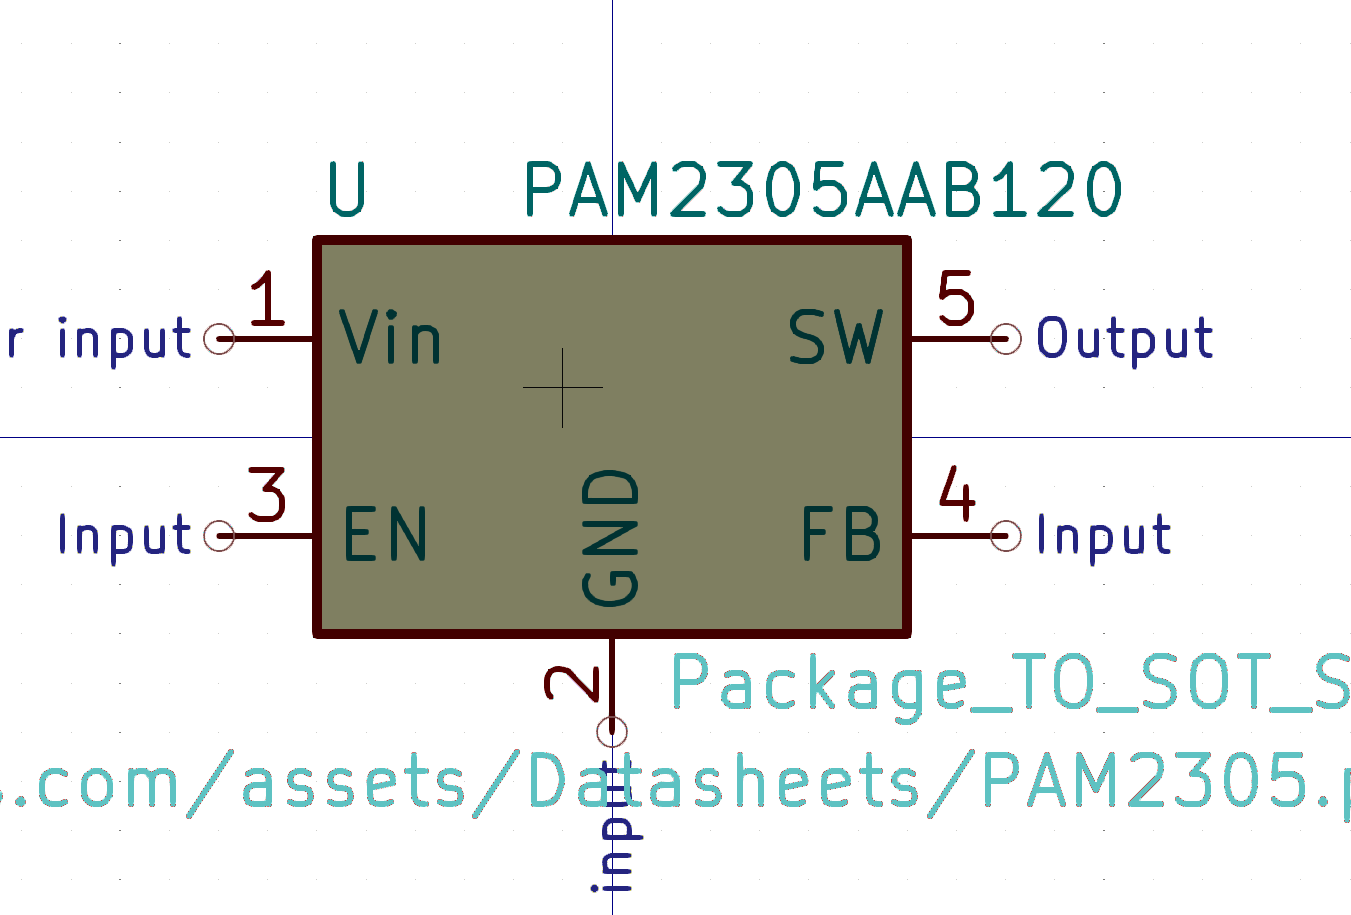 U PAM2305AAB120
1 5
r input Vin SW Output
3 4
Input EN GND FB Input
2
Package_TO_SOT_S
s.com/assets/Datasheets/PAM2305.p
input